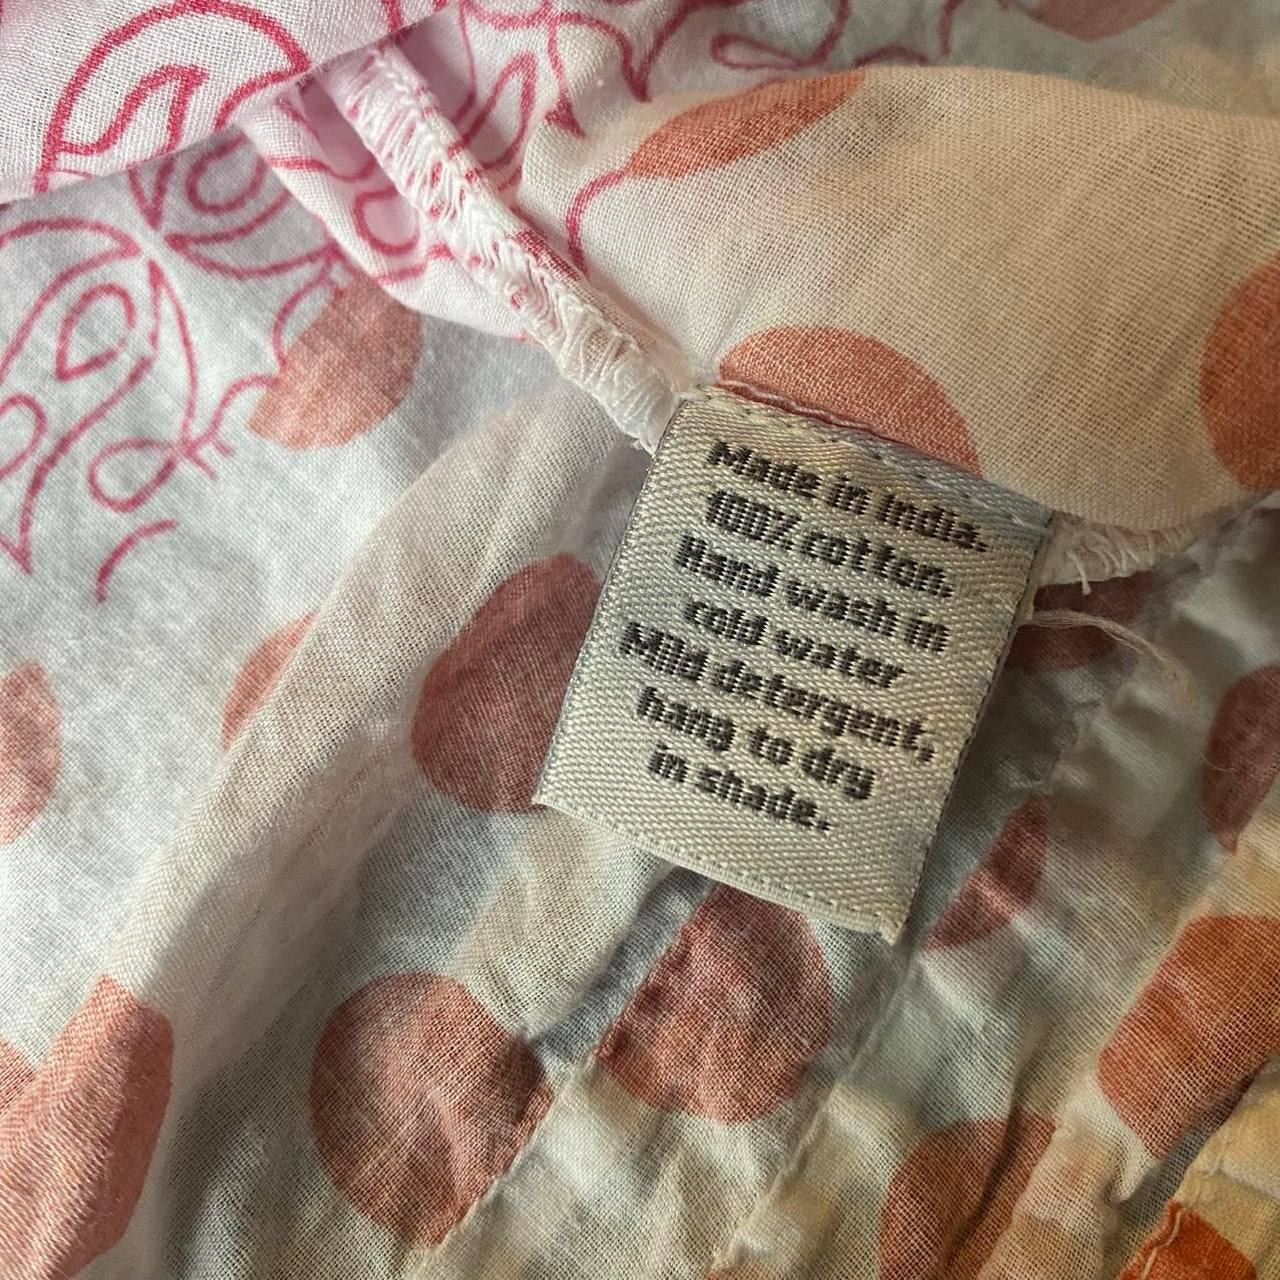 Made in India.
100% cotton.
Hand wash in
cold water
Mild detergent,
hang to dry
in shade.